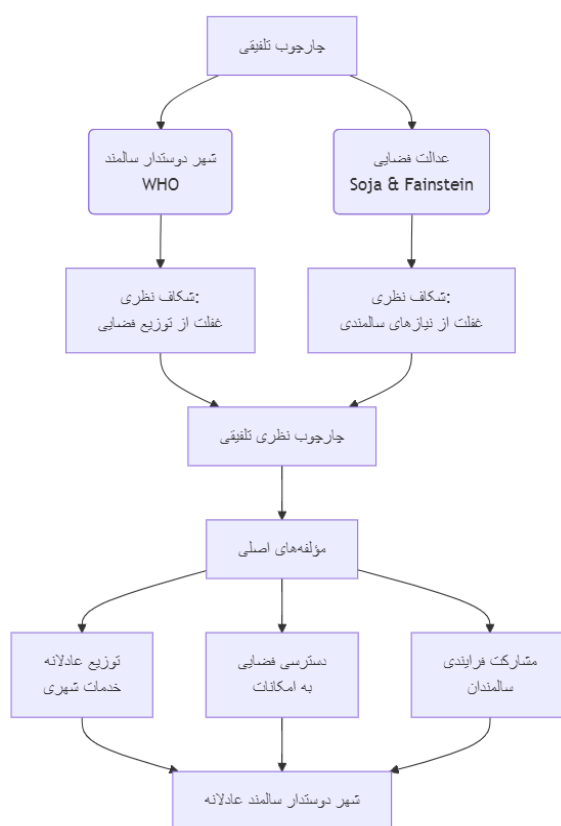 چارچوب تلفیقی
عدالت فضایی
Soja & Fainstein
شهر دوستدار سالمند
WHO
شکاف نظری:
غفلت از نیازهای سالمندی
شکاف نظری:
غفلت از توزیع فضایی
چارچوب نظری تلفیقی
مؤلفه‌های اصلی
مشارکت فرایندی
سالمندان
دسترسی فضایی
به امکانات
توزیع عادلانه
خدمات شهری
شهر دوستدار سالمند عادلانه